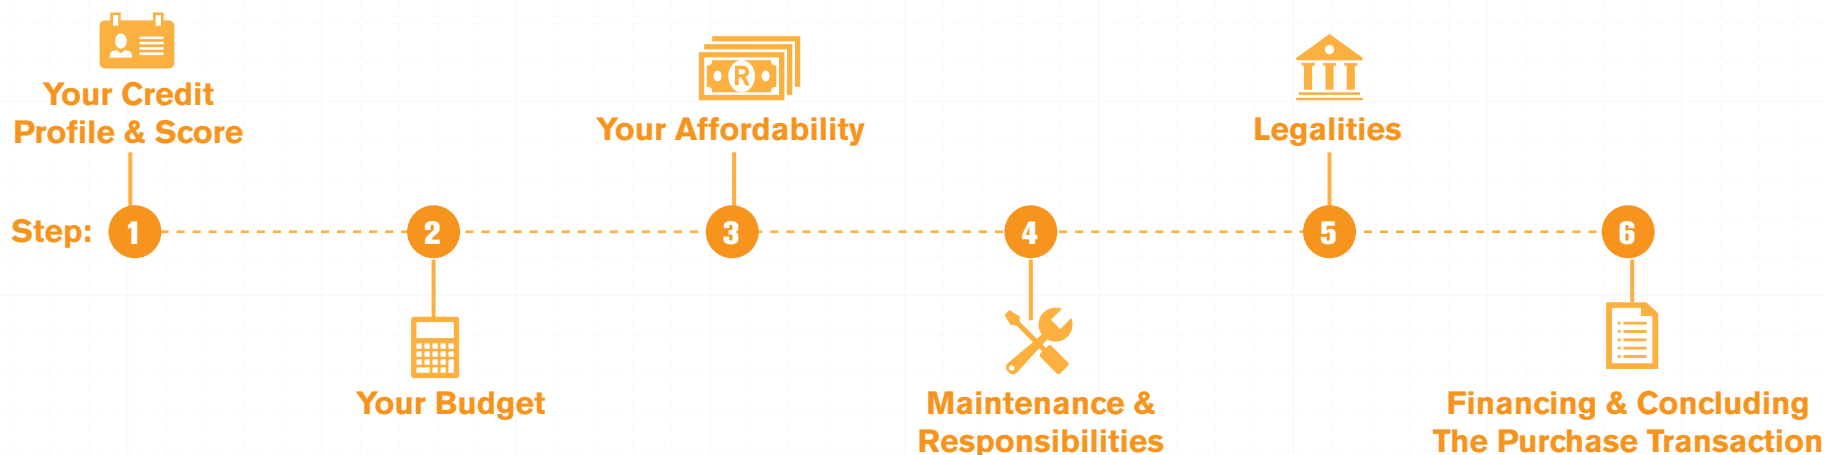 Your Credit
Profile & Score
R
Your Affordability
Legalities
Step: 1 2 3 4 5 6
Your Budget
Maintenance &
Responsibilities
Financing & Concluding
The Purchase Transaction